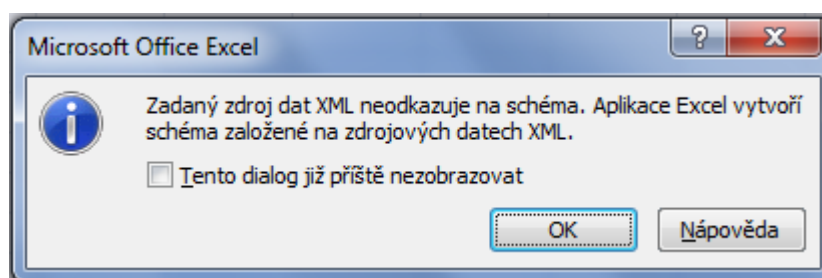 Microsoft Office Excel
Zadaný zdroj dat XML neodkazuje na schéma. Aplikace Excel vytvoří
schéma založené na zdrojových datech XML.
Tento dialog již příště nezobrazovat
OK
Nápověda